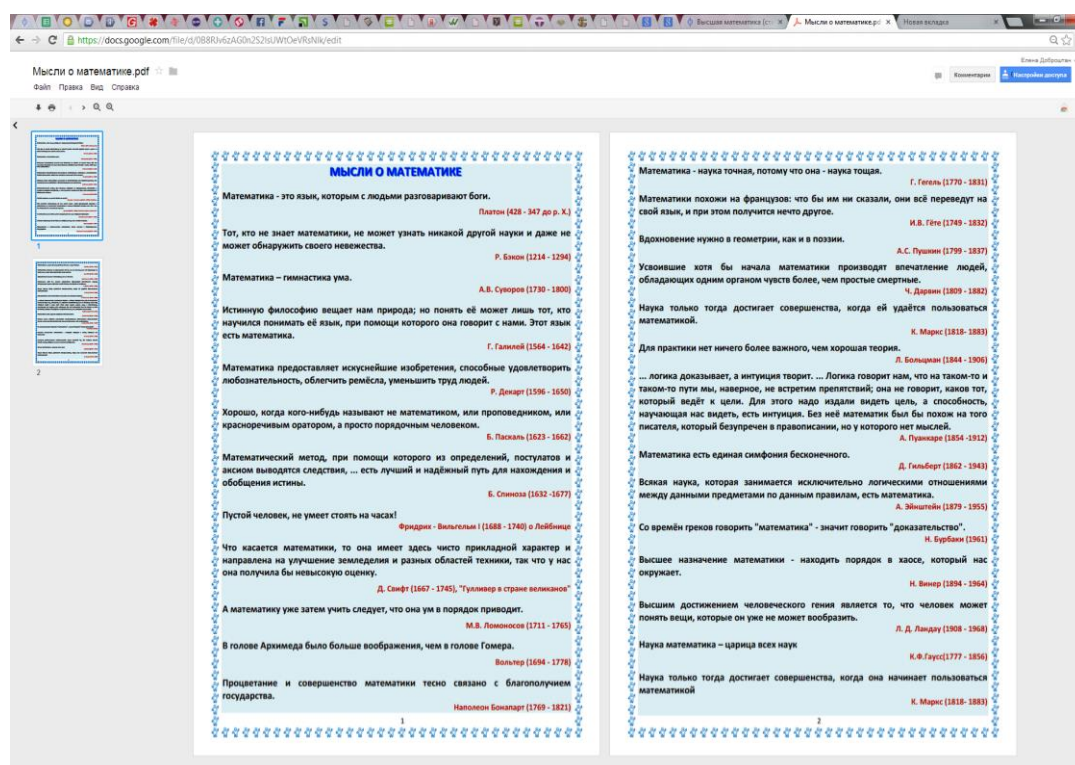 Высшая математика (ст
Мысли о математике.pd
Новая вкладка
https://docs.google.com/file/d/0B8RJv6zAG0n2S2lsUWtOeVRsNlk/edit
Елена Доброштан
Мысли о математике.pdf
Комментарии
Настройки доступа
Файл Правка Вид Справка
1
2
МЫСЛИ О МАТЕМАТИКЕ
Математика - это язык, которым с людьми разговаривают боги.
Платон (428 - 347 до р. Х.)
Тот, кто не знает математики, не может узнать никакой другой науки и даже не
может обнаружить своего невежества.
Р. Бэкон (1214 - 1294)
Математика – гимнастика ума.
А.В. Суворов (1730 - 1800)
Истинную философию вещает нам природа; но понять её может лишь тот, кто
научился понимать её язык, при помощи которого она говорит с нами. Этот язык
есть математика.
Г. Галилей (1564 - 1642)
Математика предоставляет искуснейшие изобретения, способные удовлетворить
любознательность, облегчить ремёсла, уменьшить труд людей.
Р. Декарт (1596 - 1650)
Хорошо, когда кого-нибудь называют не математиком, или проповедником, или
красноречивым оратором, а просто порядочным человеком.
Б. Паскаль (1623 - 1662)
Математический метод, при помощи которого из определений, постулатов и
аксиом выводятся следствия, ... есть лучший и надёжный путь для нахождения и
обобщения истины.
Б. Спиноза (1632 -1677)
Пустой человек, не умеет стоять на часах!
Фридрих - Вильгельм I (1688 - 1740) о Лейбнице
Что касается математики, то она имеет здесь чисто прикладной характер и
направлена на улучшение земледелия и разных областей техники, так что у нас
она получила бы невысокую оценку.
Д. Свифт (1667 - 1745), "Гулливер в стране великанов"
А математику уже затем учить следует, что она ум в порядок приводит.
М.В. Ломоносов (1711 - 1765)
В голове Архимеда было больше воображения, чем в голове Гомера.
Вольтер (1694 - 1778)
Процветание и совершенство математики тесно связано с благополучием
государства.
Наполеон Бонапарт (1769 - 1821)
1
Математика - наука точная, потому что она - наука тощая.
Г. Гегель (1770 - 1831)
Математики похожи на французов: что бы им ни сказали, они всё переведут на
свой язык, и при этом получится нечто другое.
И.В. Гёте (1749 - 1832)
Вдохновение нужно в геометрии, как и в поэзии.
А.С. Пушкин (1799 - 1837)
Усвоившие хотя бы начала математики производят впечатление людей,
обладающих одним органом чувств более, чем простые смертные.
Ч. Дарвин (1809 - 1882)
Наука только тогда достигает совершенства, когда ей удаётся пользоваться
математикой.
К. Маркс (1818- 1883)
Для практики нет ничего более важного, чем хорошая теория.
Л. Больцман (1844 - 1906)
... логика доказывает, а интуиция творит. ... Логика говорит нам, что на таком-то и
таком-то пути мы, наверное, не встретим препятствий; она не говорит, каков тот,
который ведёт к цели. Для этого надо издали видеть цель, а способность,
научающая нас видеть, есть интуиция. Без неё математик был бы похож на того
писателя, который безупречен в правописании, но у которого нет мыслей.
А. Пуанкаре (1854 -1912)
Математика есть единая симфония бесконечного.
Д. Гильберт (1862 - 1943)
Всякая наука, которая занимается исключительно логическими отношениями
между данными предметами по данным правилам, есть математика.
А. Эйнштейн (1879 - 1955)
Со времён греков говорить "математика" - значит говорить "доказательство".
Н. Бурбаки (1961)
Высшее назначение математики - находить порядок в хаосе, который нас
окружает.
Н. Винер (1894 - 1964)
Высшим достижением человеческого гения является то, что человек может
понять вещи, которые он уже не может вообразить.
Л. Д. Ландау (1908 - 1968)
Наука математика – царица всех наук
К.Ф.Гаусс(1777 - 1856)
Наука только тогда достигает совершенства, когда она начинает пользоваться
математикой
К. Маркс (1818- 1883)
2